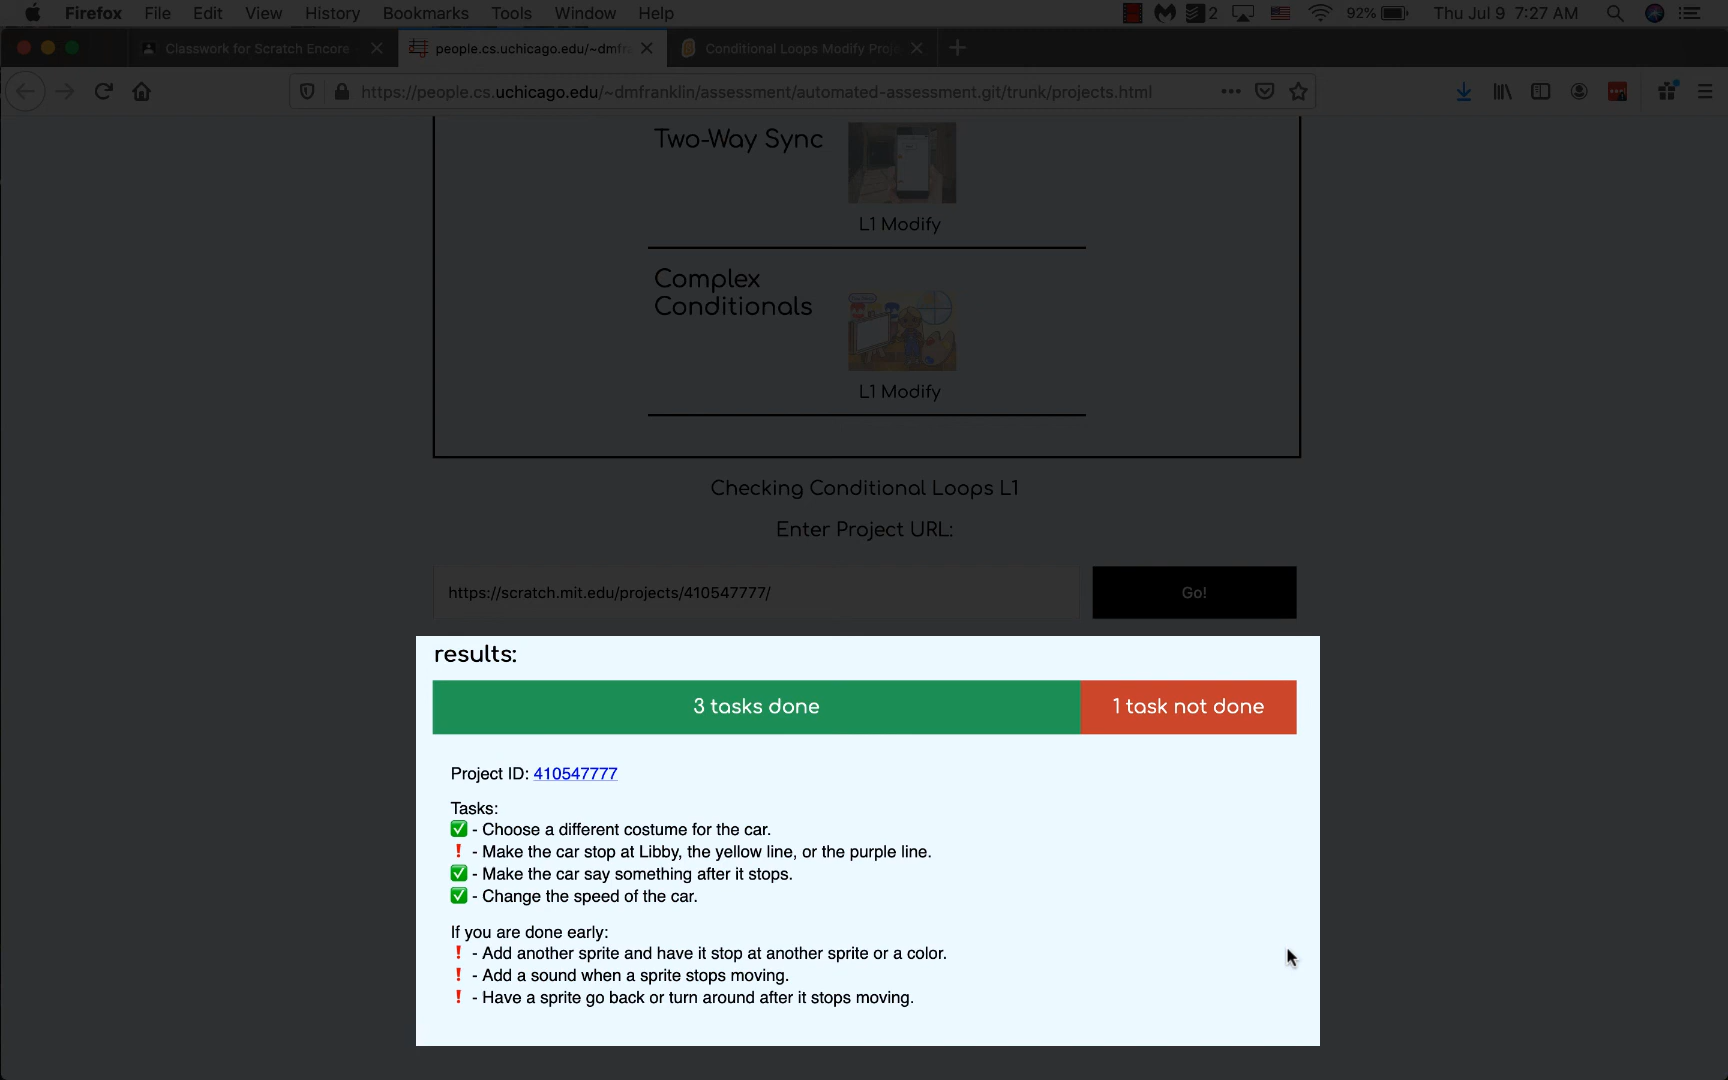 Firefox File Edit View History Bookmarks Tools Window Help 2 92% Thu Jul 9 7:27 AM
Classwork for Scratch Encore people.cs.uchicago.edu/~dmfr Conditional Loops Modify Proj
https://people.cs.uchicago.edu/~dmfranklin/assessment/automated-assessment.git/trunk/projects.html
Two-Way Sync
L1 Modify
Complex
Conditionals
L1 Modify
Checking Conditional Loops L1
Enter Project URL:
https://scratch.mit.edu/projects/410547777/ Go!
results:
3 tasks done 1 task not done
Project ID: 410547777
Tasks:
✅ - Choose a different costume for the car.
❗ - Make the car stop at Libby, the yellow line, or the purple line.
✅ - Make the car say something after it stops.
✅ - Change the speed of the car.
If you are done early:
❗ - Add another sprite and have it stop at another sprite or a color.
❗ - Add a sound when a sprite stops moving.
❗ - Have a sprite go back or turn around after it stops moving.